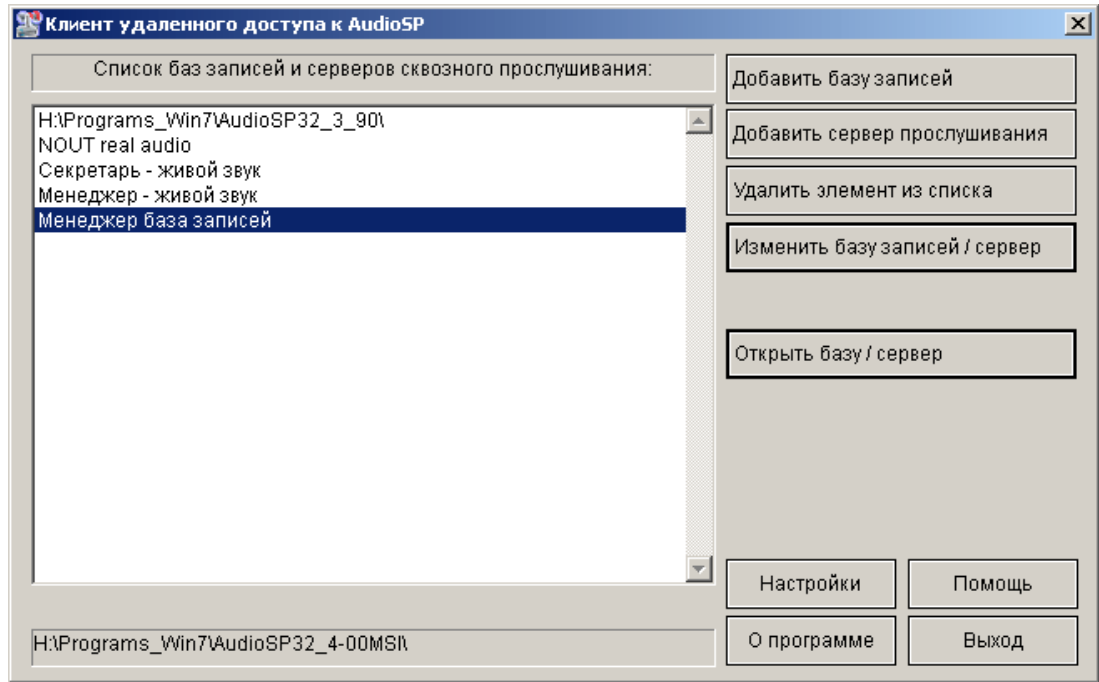 Клиент удаленного доступа к AudioSP
Список баз записей и серверов сквозного прослушивания:
H:\Programs_Win7\AudioSP32_3_90\
NOUT real audio
Секретарь - живой звук
Менеджер - живой звук
Менеджер база записей
H:\Programs_Win7\AudioSP32_4-00MSI\
Добавить базу записей
Добавить сервер прослушивания
Удалить элемент из списка
Изменить базу записей / сервер
Открыть базу / сервер
Настройки
Помощь
О программе
Выход